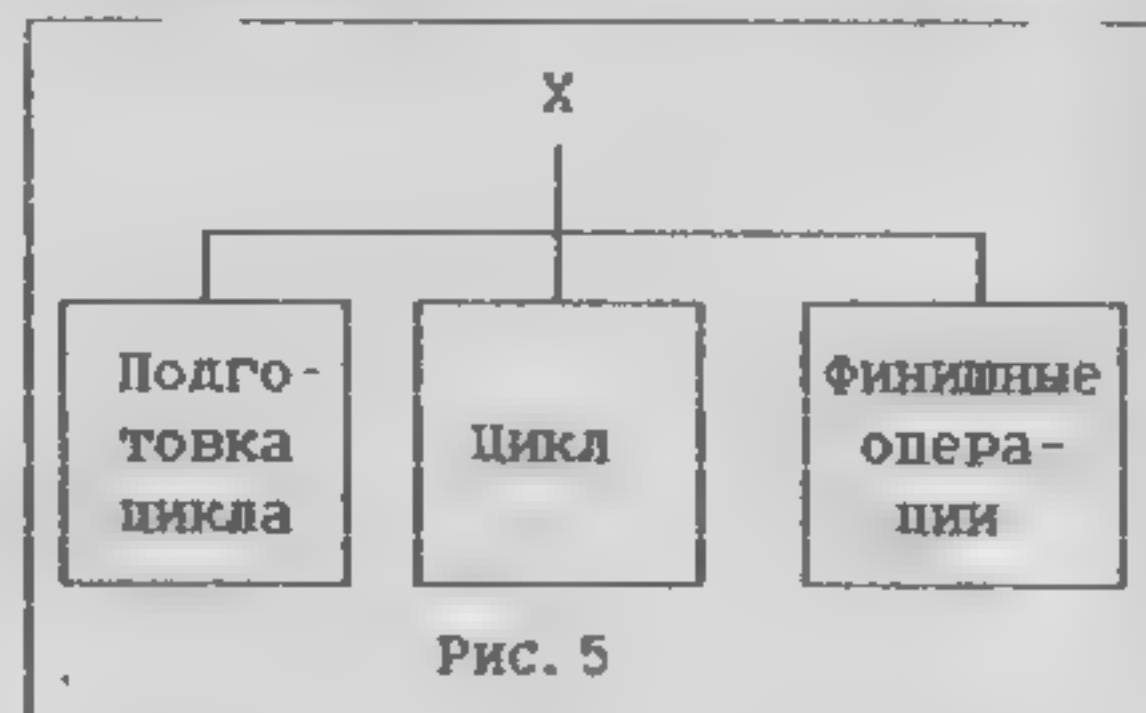 X
Подго-
товка
цикла
Цикл
Финишные
опера-
ции
Рис. 5